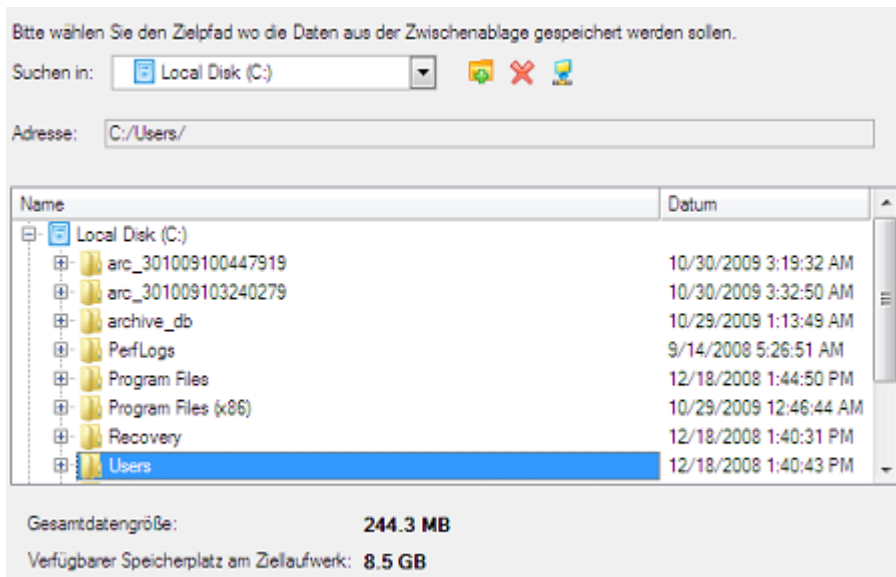 Bitte wählen Sie den Zielpfad wo die Daten aus der Zwischenablage gespeichert werden sollen.
Suchen in: Local Disk (C:)
Adresse: C:/Users/
Name Datum
Local Disk (C:)
arc_301009100447919 10/30/2009 3:19:32 AM
arc_301009103240279 10/30/2009 3:32:50 AM
archive_db 10/29/2009 1:13:49 AM
PerfLogs 9/14/2008 5:26:51 AM
Program Files 12/18/2008 1:44:50 PM
Program Files (x86) 10/29/2009 12:46:44 AM
Recovery 12/18/2008 1:40:31 PM
Users 12/18/2008 1:40:43 PM
Gesamtdatengröße: 244.3 MB
Verfügbarer Speicherplatz am Ziellaufwerk: 8.5 GB